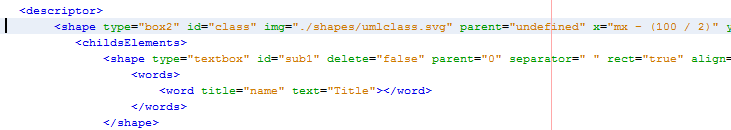 <descriptor>
<shape type="box2" id="class" img="./shapes/umlclass.svg" parent="undefined" x="mx - (100 / 2)" y
<childsElements>
<shape type="textbox" id="sub1" delete="false" parent="0" separator=" " rect="true" align=
<words>
<word title="name" text="Title"></word>
</words>
</shape>